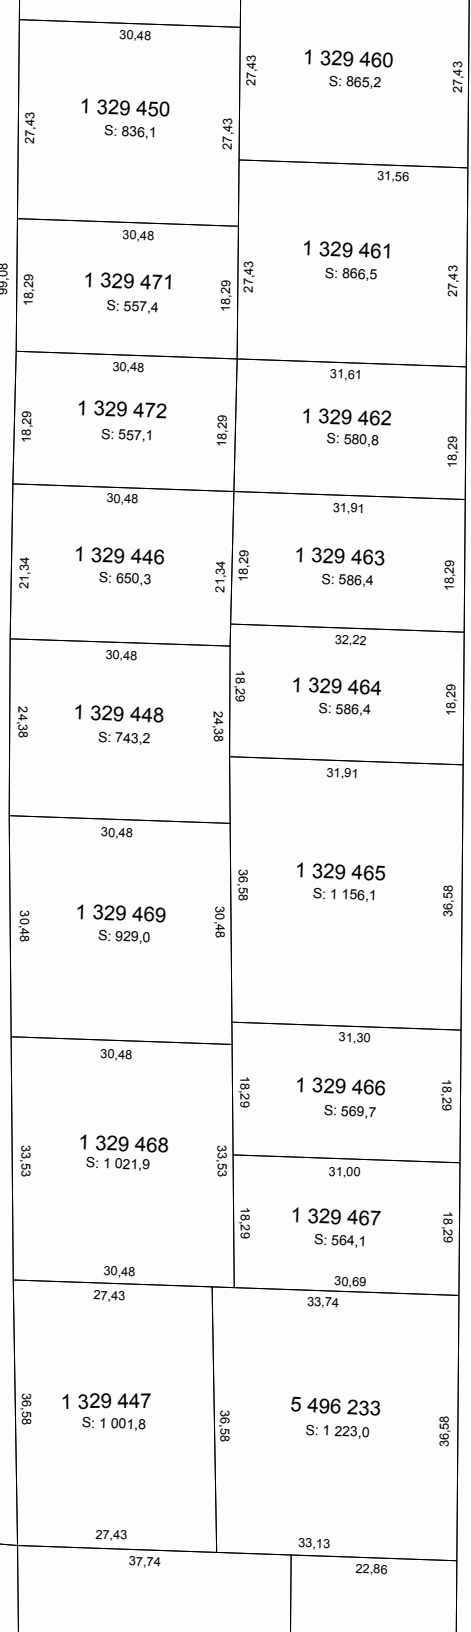 30,48
1 329 460
S: 865,2
27,43
27,43
1 329 450
S: 836,1
27,43
27,43
31,56
30,48
1 329 461
S: 866,5
27,43
27,43
1 329 471
S: 557,4
99,08
18,29
18,29
30,48
31,61
1 329 472
S: 557,1
18,29
18,29
1 329 462
S: 580,8
18,29
30,48
31,91
1 329 446
S: 650,3
21,34
21,34
1 329 463
S: 586,4
18,29
18,29
30,48
32,22
1 329 464
S: 586,4
18,29
18,29
1 329 448
S: 743,2
24,38
24,38
31,91
30,48
1 329 465
S: 1 156,1
36,58
36,58
1 329 469
S: 929,0
30,48
30,48
31,30
30,48
1 329 466
S: 569,7
18,29
18,29
1 329 468
S: 1 021,9
33,53
33,53
31,00
1 329 467
S: 564,1
18,29
18,29
30,48
30,69
27,43
33,74
1 329 447
S: 1 001,8
36,58
36,58
5 496 233
S: 1 223,0
36,58
27,43
33,13
37,74
22,86